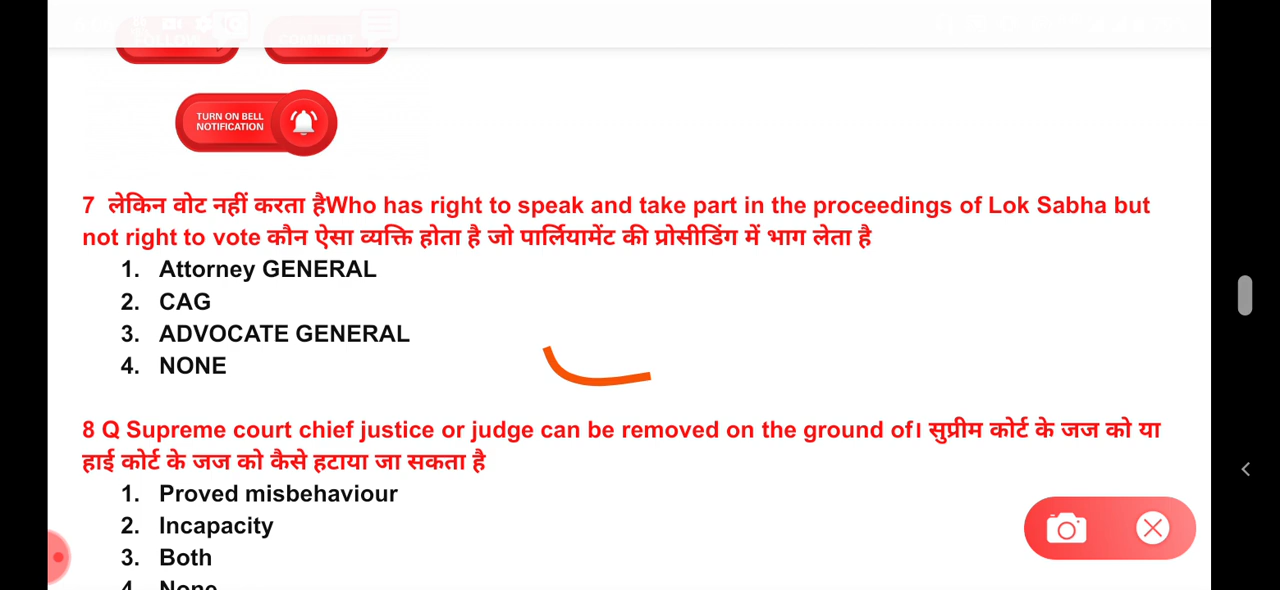 TURN ON BELL
NOTIFICATION
7 लेकिन वोट नहीं करता हैWho has right to speak and take part in the proceedings of Lok Sabha but
not right to vote कौन ऐसा व्यक्ति होता है जो पार्लियामेंट की प्रोसीडिंग में भाग लेता है
1. Attorney GENERAL
2. CAG
3. ADVOCATE GENERAL
4. NONE
8 Q Supreme court chief justice or judge can be removed on the ground of। सुप्रीम कोर्ट के जज को या
हाई कोर्ट के जज को कैसे हटाया जा सकता है
1. Proved misbehaviour
2. Incapacity
3. Both
4. None